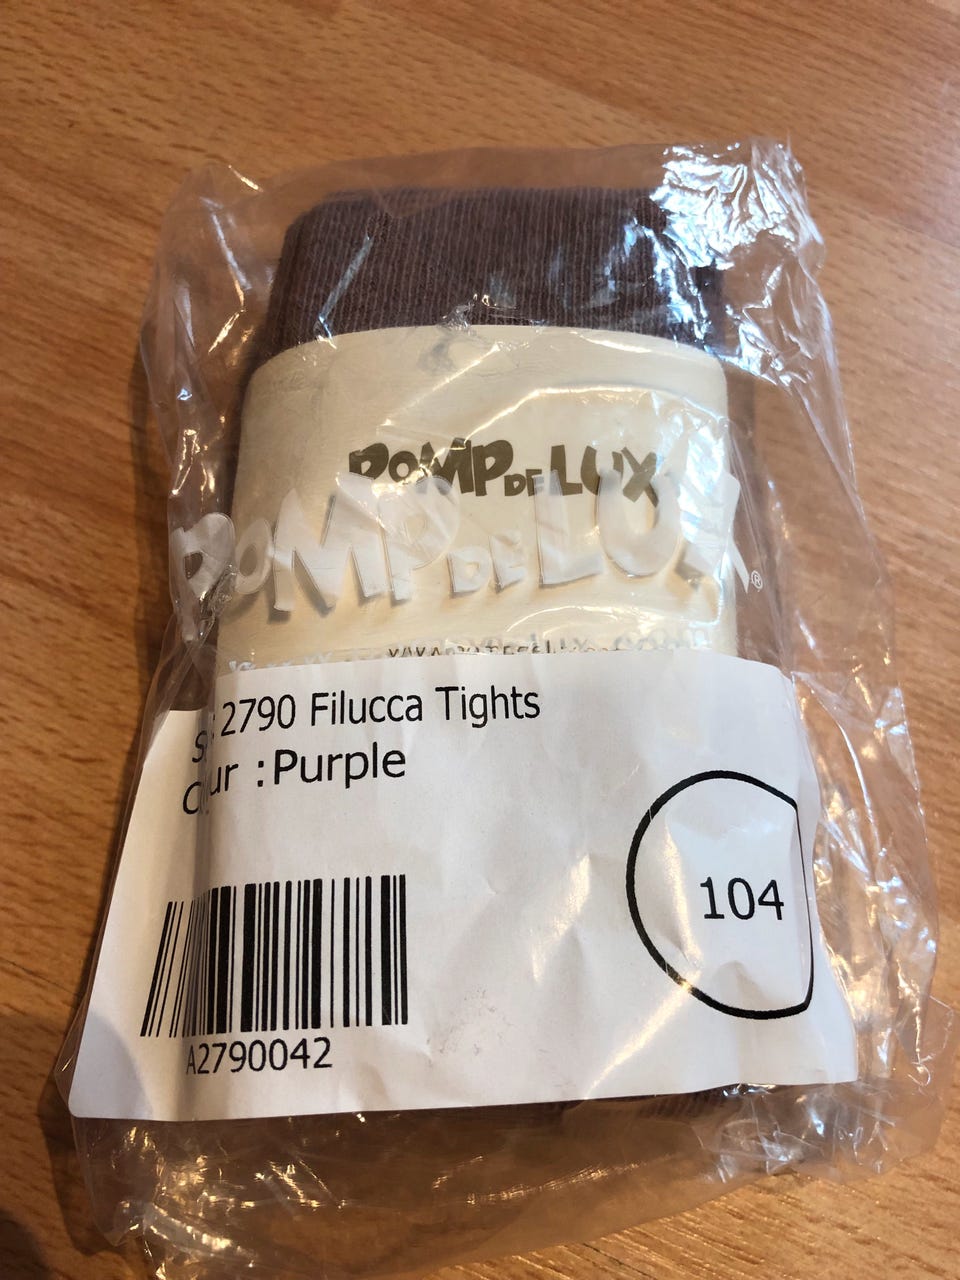 POMP DE LUX
POMP DE LUX®
: 2790 Filucca Tights
: Purple
104
A2790042